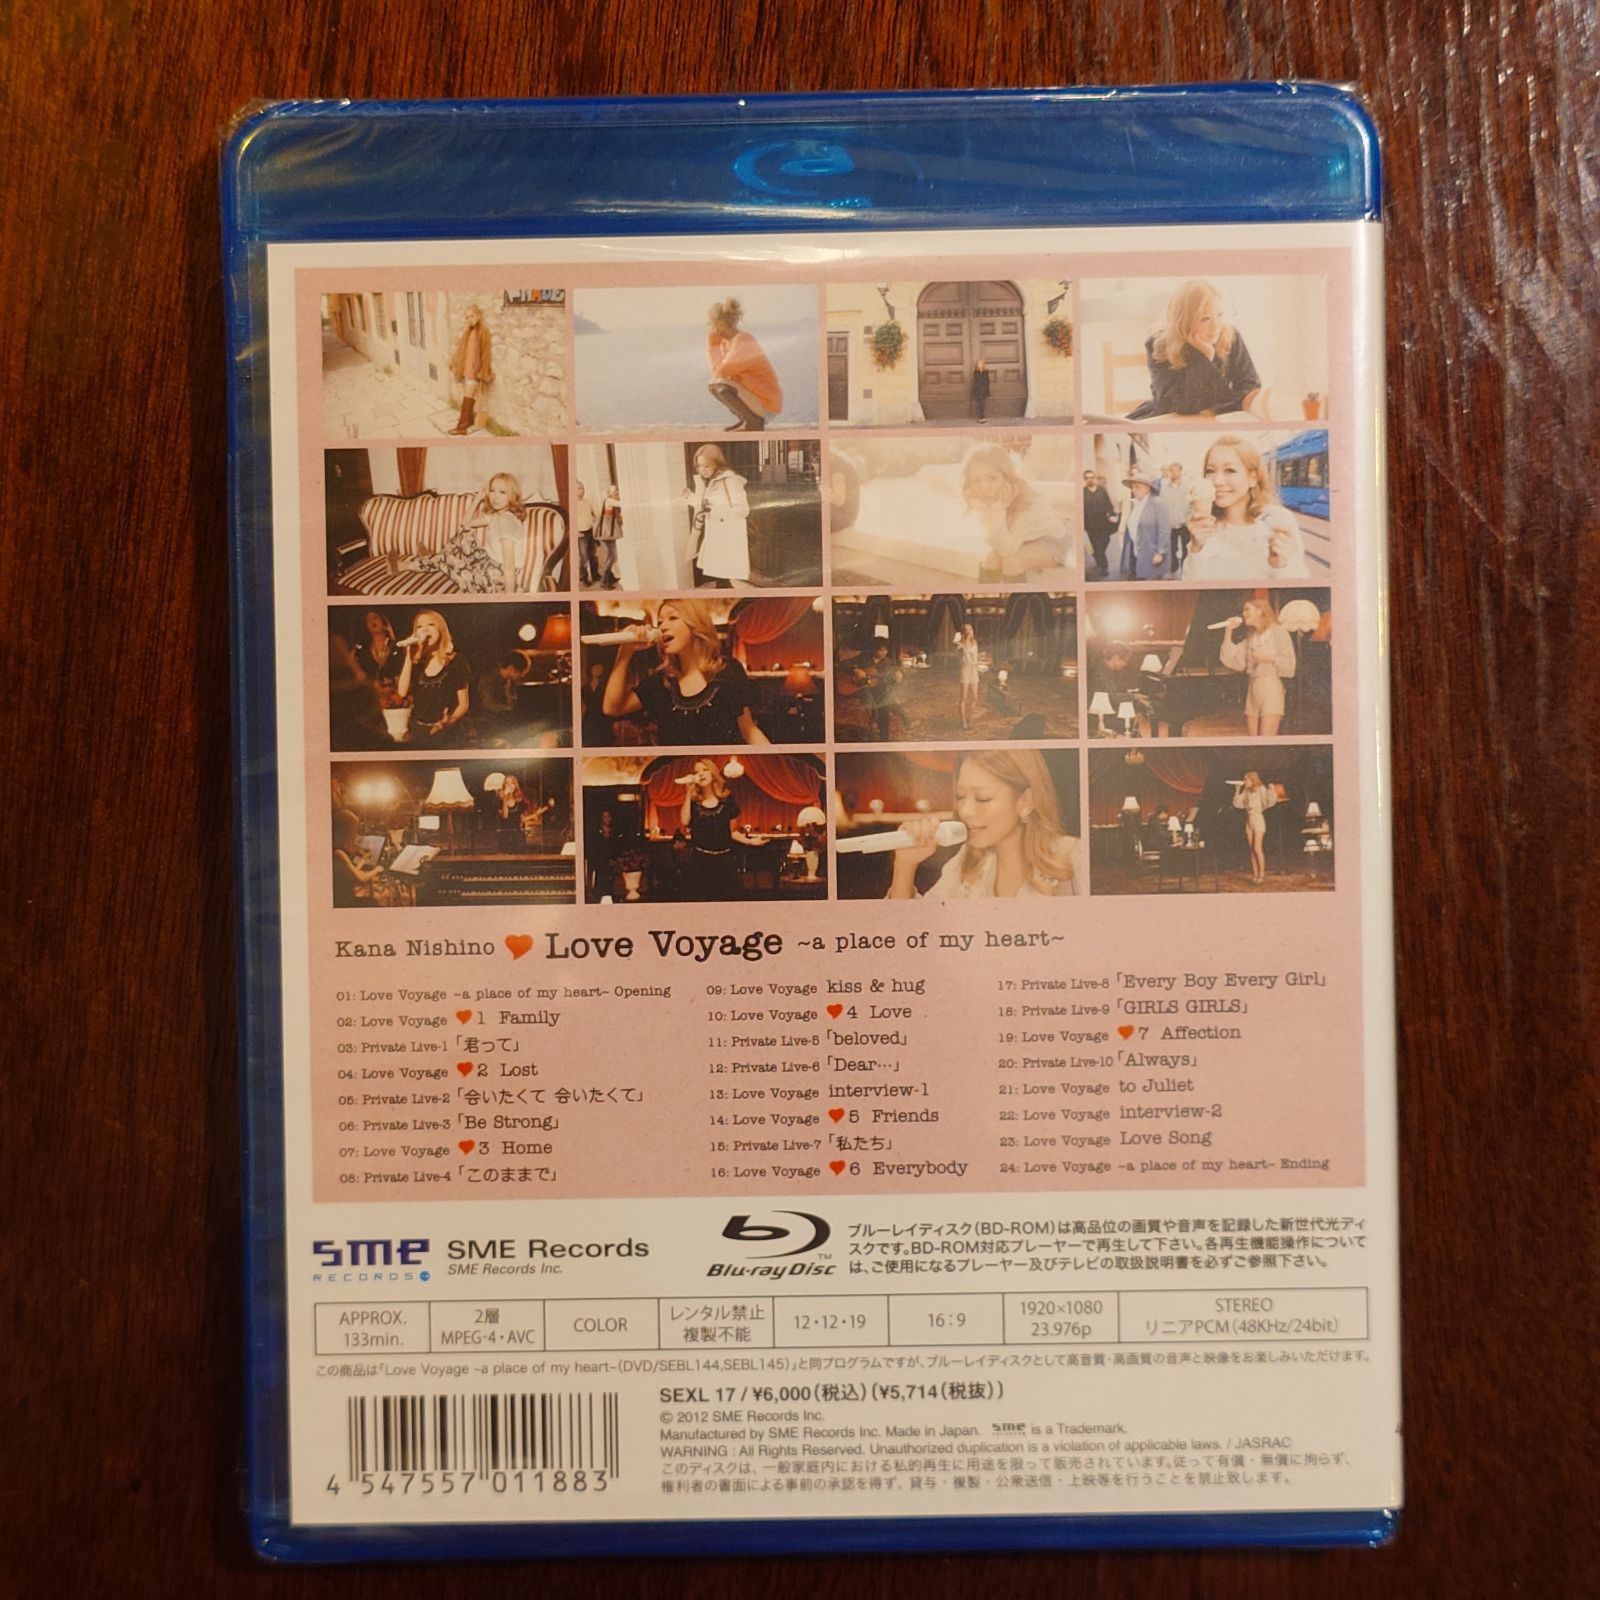 Kana Nishino Love Voyage ~a place of my heart~
01: Love Voyage ~a place of my heart~ Opening
02: Love Voyage ♥1 Family
03: Private Live-1「君って」
04: Love Voyage ♥2 Lost
05: Private Live-2「会いたくて 会いたくて」
06: Private Live-3「Be Strong」
07: Love Voyage ♥3 Home
08: Private Live-4「このままで」
09: Love Voyage kiss & hug
10: Love Voyage ♥4 Love
11: Private Live-5「beloved」
12: Private Live-6「Dear…」
13: Love Voyage interview-1
14: Love Voyage ♥5 Friends
15: Private Live-7「私たち」
16: Love Voyage ♥6 Everybody
17: Private Live-8「Every Boy Every Girl」
18: Private Live-9「GIRLS GIRLS」
19: Love Voyage ♥7 Affection
20: Private Live-10「Always」
21: Love Voyage to Juliet
22: Love Voyage interview-2
23: Love Voyage Love Song
24: Love Voyage ~a place of my heart~ Ending
sme RECORDS
SME Records
SME Records Inc.
Blu-ray Disc™
ブルーレイディスク(BD-ROM)は高品位の画質や音声を記録した新世代光ディ
スクです。BD-ROM対応プレーヤーで再生して下さい。各再生機能操作について
は、ご使用になるプレーヤー及びテレビの取扱説明書を必ずご参照下さい。
APPROX. 133min.
2層 MPEG-4・AVC
COLOR
レンタル禁止 複製不能
12・12・19
16:9
1920×1080 23.976p
STEREO リニアPCM(48KHz/24bit)
この商品は「Love Voyage ~a place of my heart~(DVD/SEBL144,SEBL145)」と同プログラムですが、ブルーレイディスクとして高音質・高画質の音声と映像をお楽しみいただけます。
SEXL 17/¥6,000(税込)(¥5,714(税抜))
© 2012 SME Records Inc.
Manufactured by SME Records Inc. Made in Japan. sme is a Trademark.
WARNING : All Rights Reserved. Unauthorized duplication is a violation of applicable laws. / JASRAC
このディスクは、一般家庭内における私的再生に用途を限って販売されています。従って有償・無償に拘らず、
権利者の書面による事前の承認を得ず、貸与・複製・公衆送信・上映等を行うことを禁止致します。
4 547557 011883